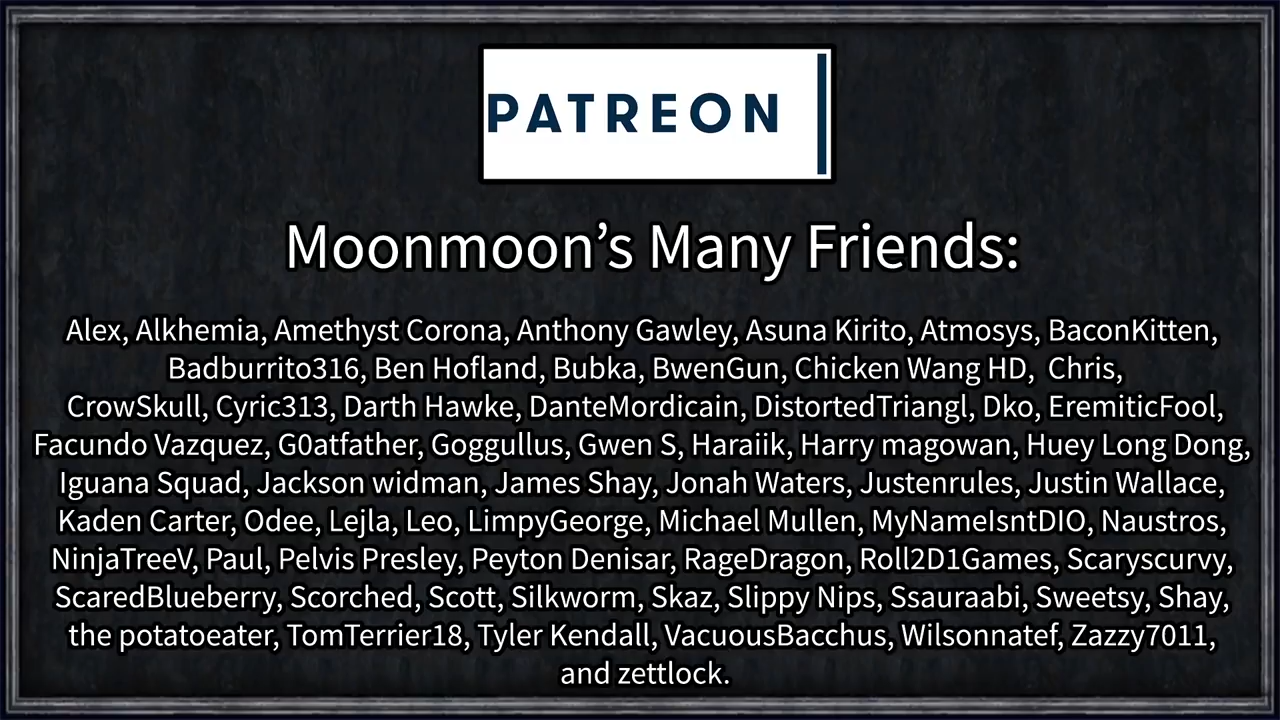 PATREON
Moonmoon’s Many Friends:
Alex, Alkhemia, Amethyst Corona, Anthony Gawley, Asuna Kirito, Atmosys, BaconKitten,
Badburrito316, Ben Hofland, Bubka, BwenGun, Chicken Wang HD,  Chris,
CrowSkull, Cyric313, Darth Hawke, DanteMordicain, DistortedTriangl, Dko, EremiticFool,
Facundo Vazquez, G0atfather, Goggullus, Gwen S, Haraiik, Harry magowan, Huey Long Dong,
Iguana Squad, Jackson widman, James Shay, Jonah Waters, Justenrules, Justin Wallace,
Kaden Carter, Odee, Lejla, Leo, LimpyGeorge, Michael Mullen, MyNameIsntDIO, Naustros,
NinjaTreeV, Paul, Pelvis Presley, Peyton Denisar, RageDragon, Roll2D1Games, Scaryscurvy,
ScaredBlueberry, Scorched, Scott, Silkworm, Skaz, Slippy Nips, Ssauraabi, Sweetsy, Shay,
the potatoeater, TomTerrier18, Tyler Kendall, VacuousBacchus, Wilsonnatef, Zazzy7011,
and zettlock.